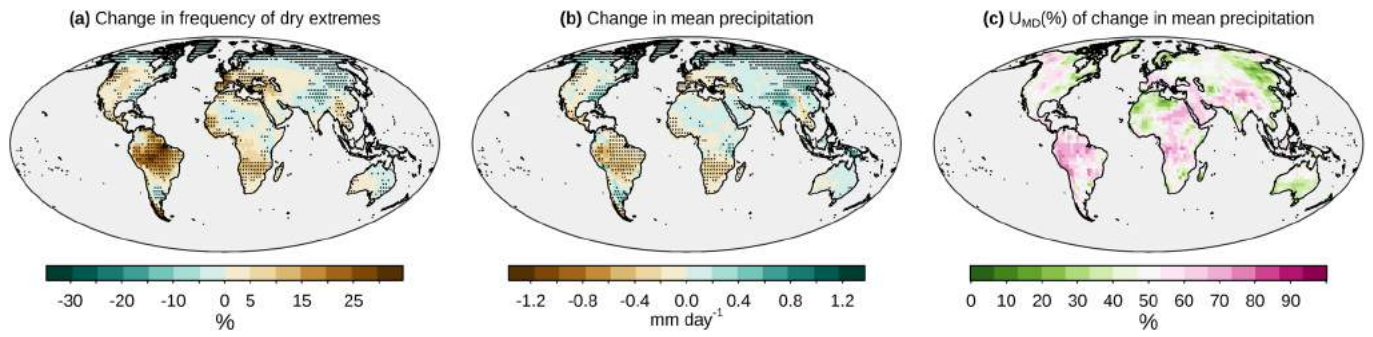 (a) Change in frequency of dry extremes
(b) Change in mean precipitation
(c) U_MD(%) of change in mean precipitation
-30 -20 -10 0 5 15 25
%
-1.2 -0.8 -0.4 0.0 0.4 0.8 1.2
mm day⁻¹
0 10 20 30 40 50 60 70 80 90
%